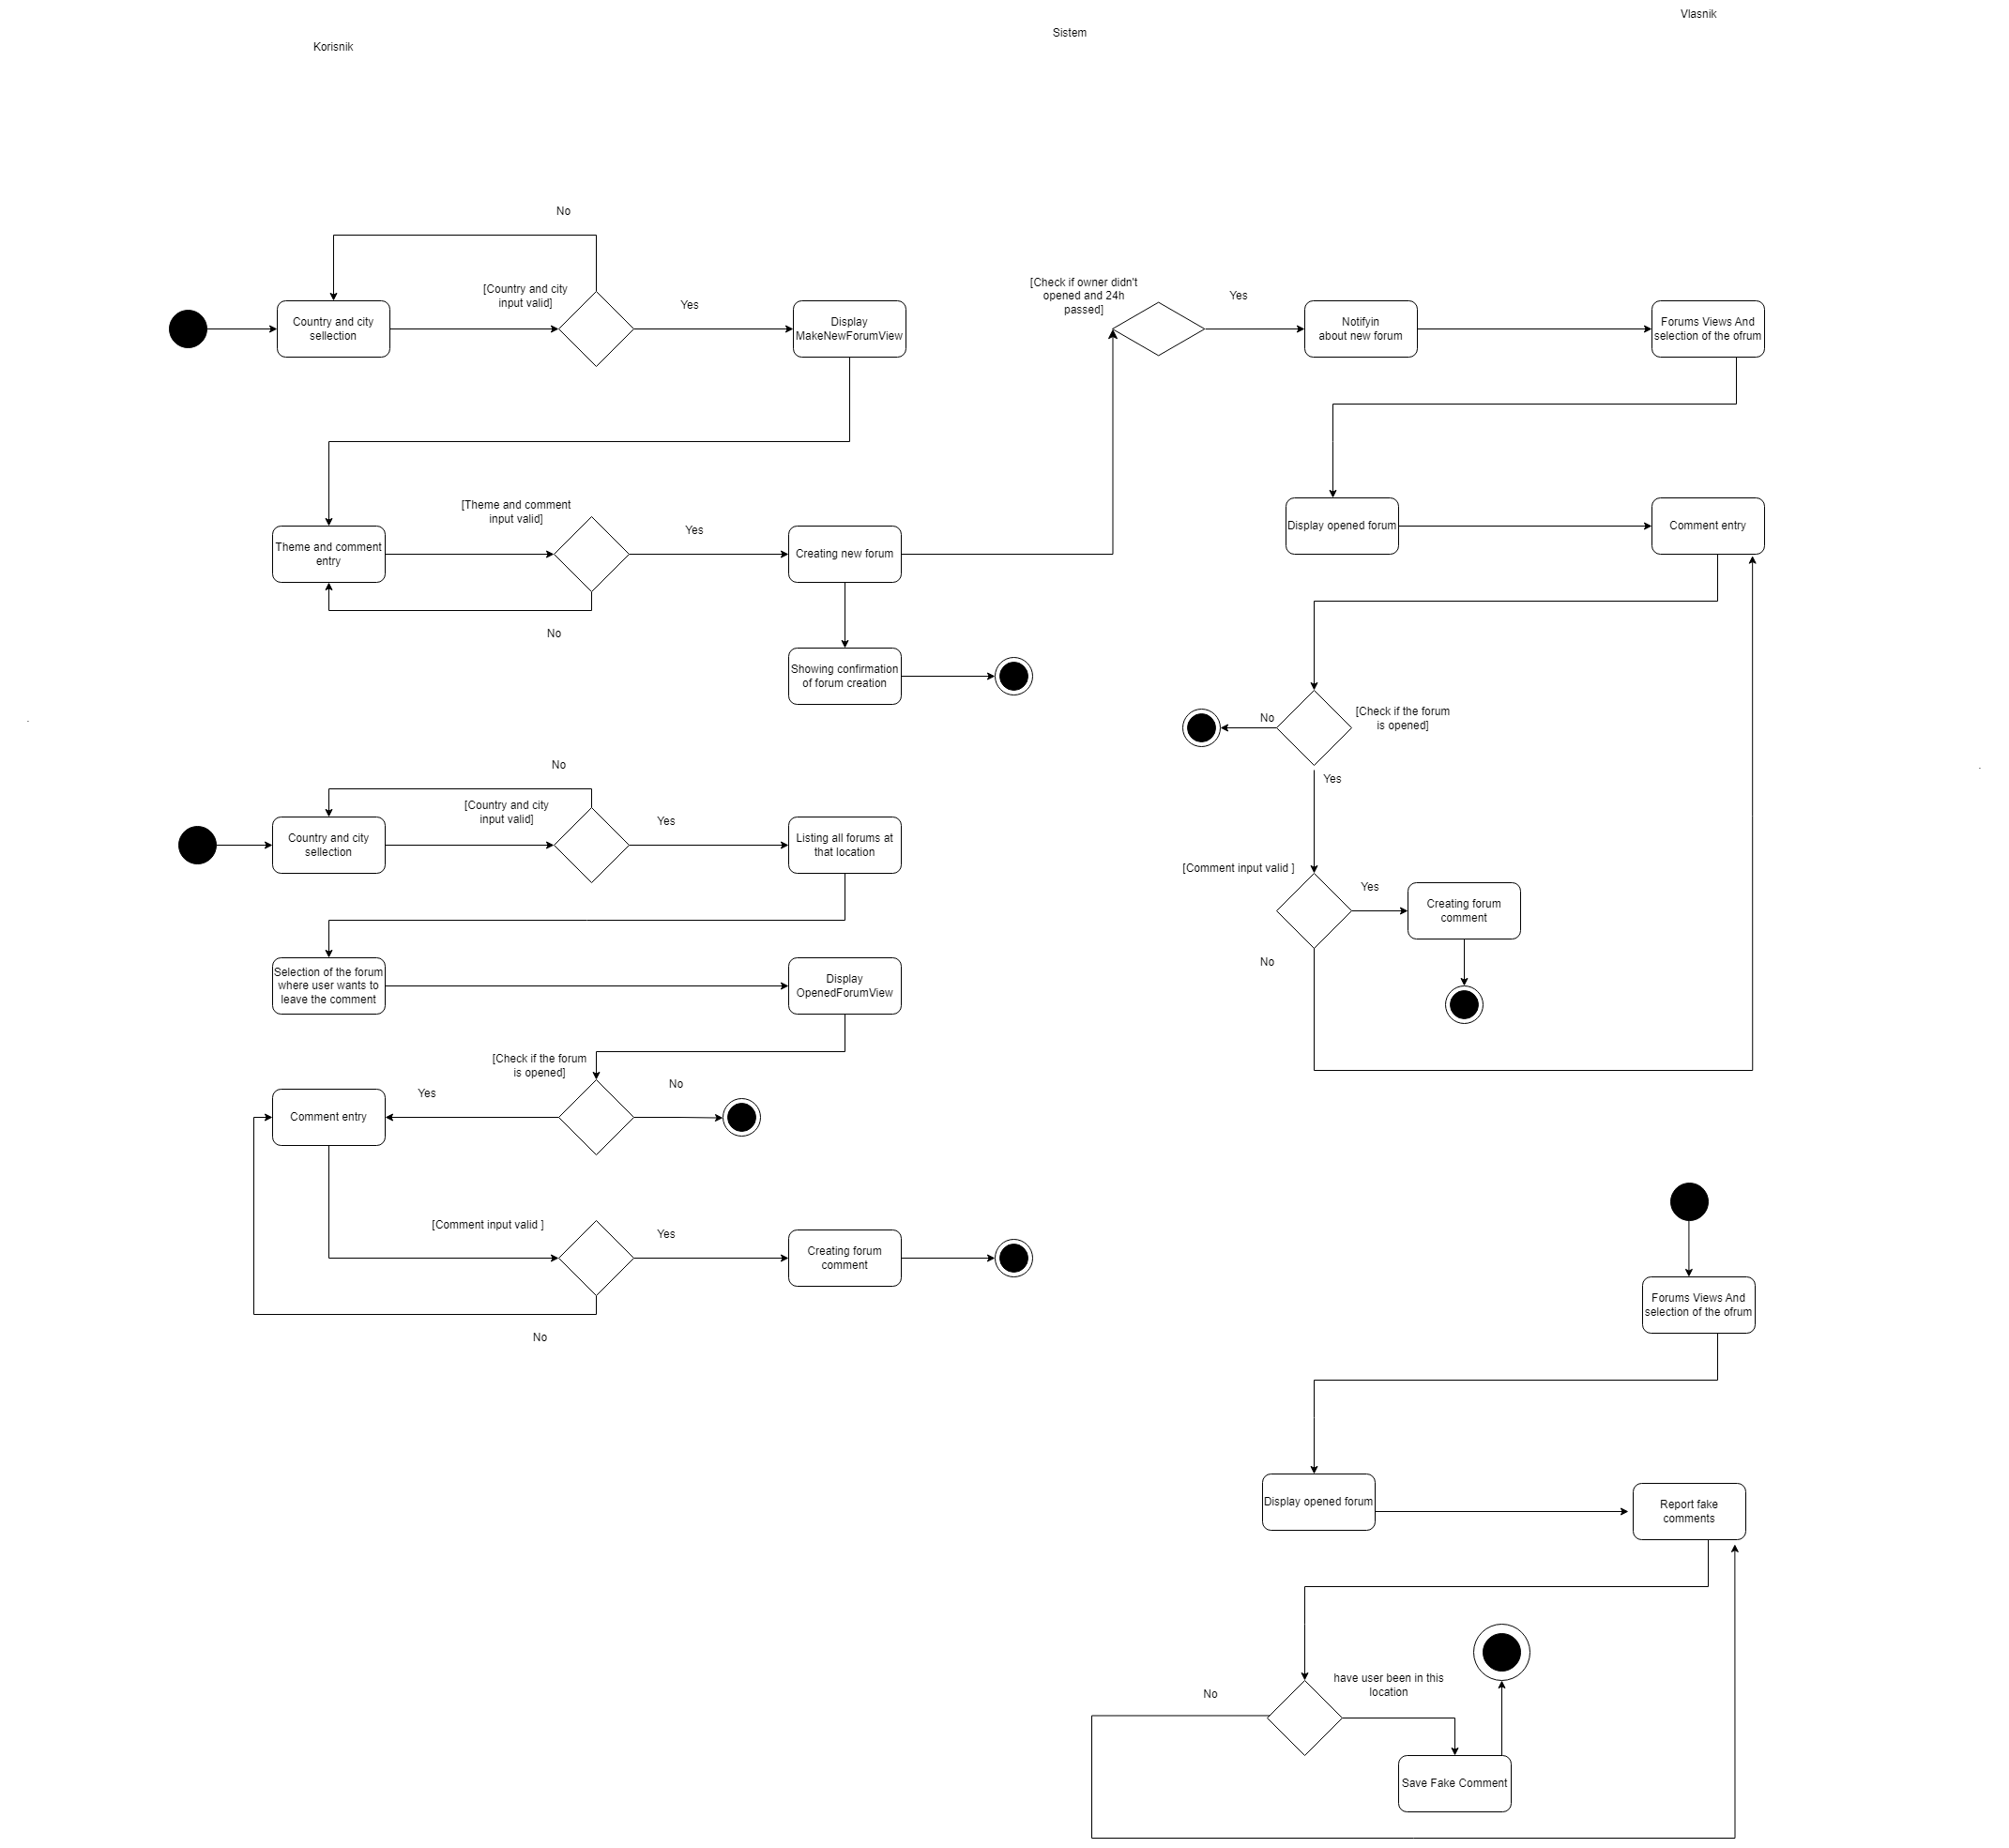 Vlasnik
Sistem
Korisnik
No
[Country and city
input valid]
Yes
Country and city
sellection
Display
MakeNewForumView
[Check if owner didn't
opened and 24h
passed]
Yes
Notifyin
about new forum
Forums Views And
selection of the ofrum
[Theme and comment
input valid]
Yes
Theme and comment
entry
Creating new forum
No
Showing confirmation
of forum creation
Display opened forum
Comment entry
No
[Check if the forum
is opened]
Yes
[Comment input valid ]
Yes
Creating forum
comment
No
No
[Country and city
input valid]
Yes
Country and city
sellection
Listing all forums at
that location
Selection of the forum
where user wants to
leave the comment
Display
OpenedForumView
[Check if the forum
is opened]
Yes
No
Comment entry
[Comment input valid ]
Yes
Creating forum
comment
No
Forums Views And
selection of the ofrum
Display opened forum
Report fake
comments
have user been in this
location
No
Save Fake Comment